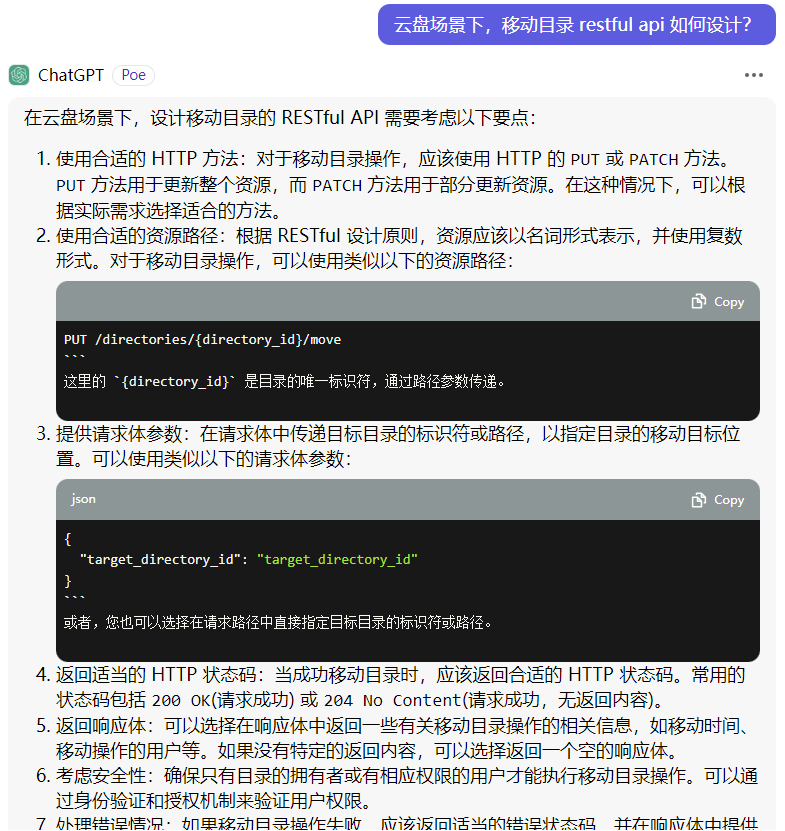 云盘场景下，移动目录 restful api 如何设计？
ChatGPT Poe
在云盘场景下，设计移动目录的 RESTful API 需要考虑以下要点：
1. 使用合适的 HTTP 方法：对于移动目录操作，应该使用 HTTP 的 PUT 或 PATCH 方法。
PUT 方法用于更新整个资源，而 PATCH 方法用于部分更新资源。在这种情况下，可以根
据实际需求选择适合的方法。
2. 使用合适的资源路径：根据 RESTful 设计原则，资源应该以名词形式表示，并使用复数
形式。对于移动目录操作，可以使用类似以下的资源路径：
Copy
PUT /directories/{directory_id}/move
```
这里的 `{directory_id}` 是目录的唯一标识符，通过路径参数传递。
3. 提供请求体参数：在请求体中传递目标目录的标识符或路径，以指定目录的移动目标位
置。可以使用类似以下的请求体参数：
json Copy
{
"target_directory_id": "target_directory_id"
}
```
或者，您也可以选择在请求路径中直接指定目标目录的标识符或路径。
4. 返回适当的 HTTP 状态码：当成功移动目录时，应该返回合适的 HTTP 状态码。常用的
状态码包括 200 OK(请求成功) 或 204 No Content(请求成功，无返回内容)。
5. 返回响应体：可以选择在响应体中返回一些有关移动目录操作的相关信息，如移动时间、
移动操作的用户等。如果没有特定的返回内容，可以选择返回一个空的响应体。
6. 考虑安全性：确保只有目录的拥有者或有相应权限的用户才能执行移动目录操作。可以通
过身份验证和授权机制来验证用户权限。
7. 处理错误情况：如果移动目录操作失败，应该返回适当的错误状态码，并在响应体中提供